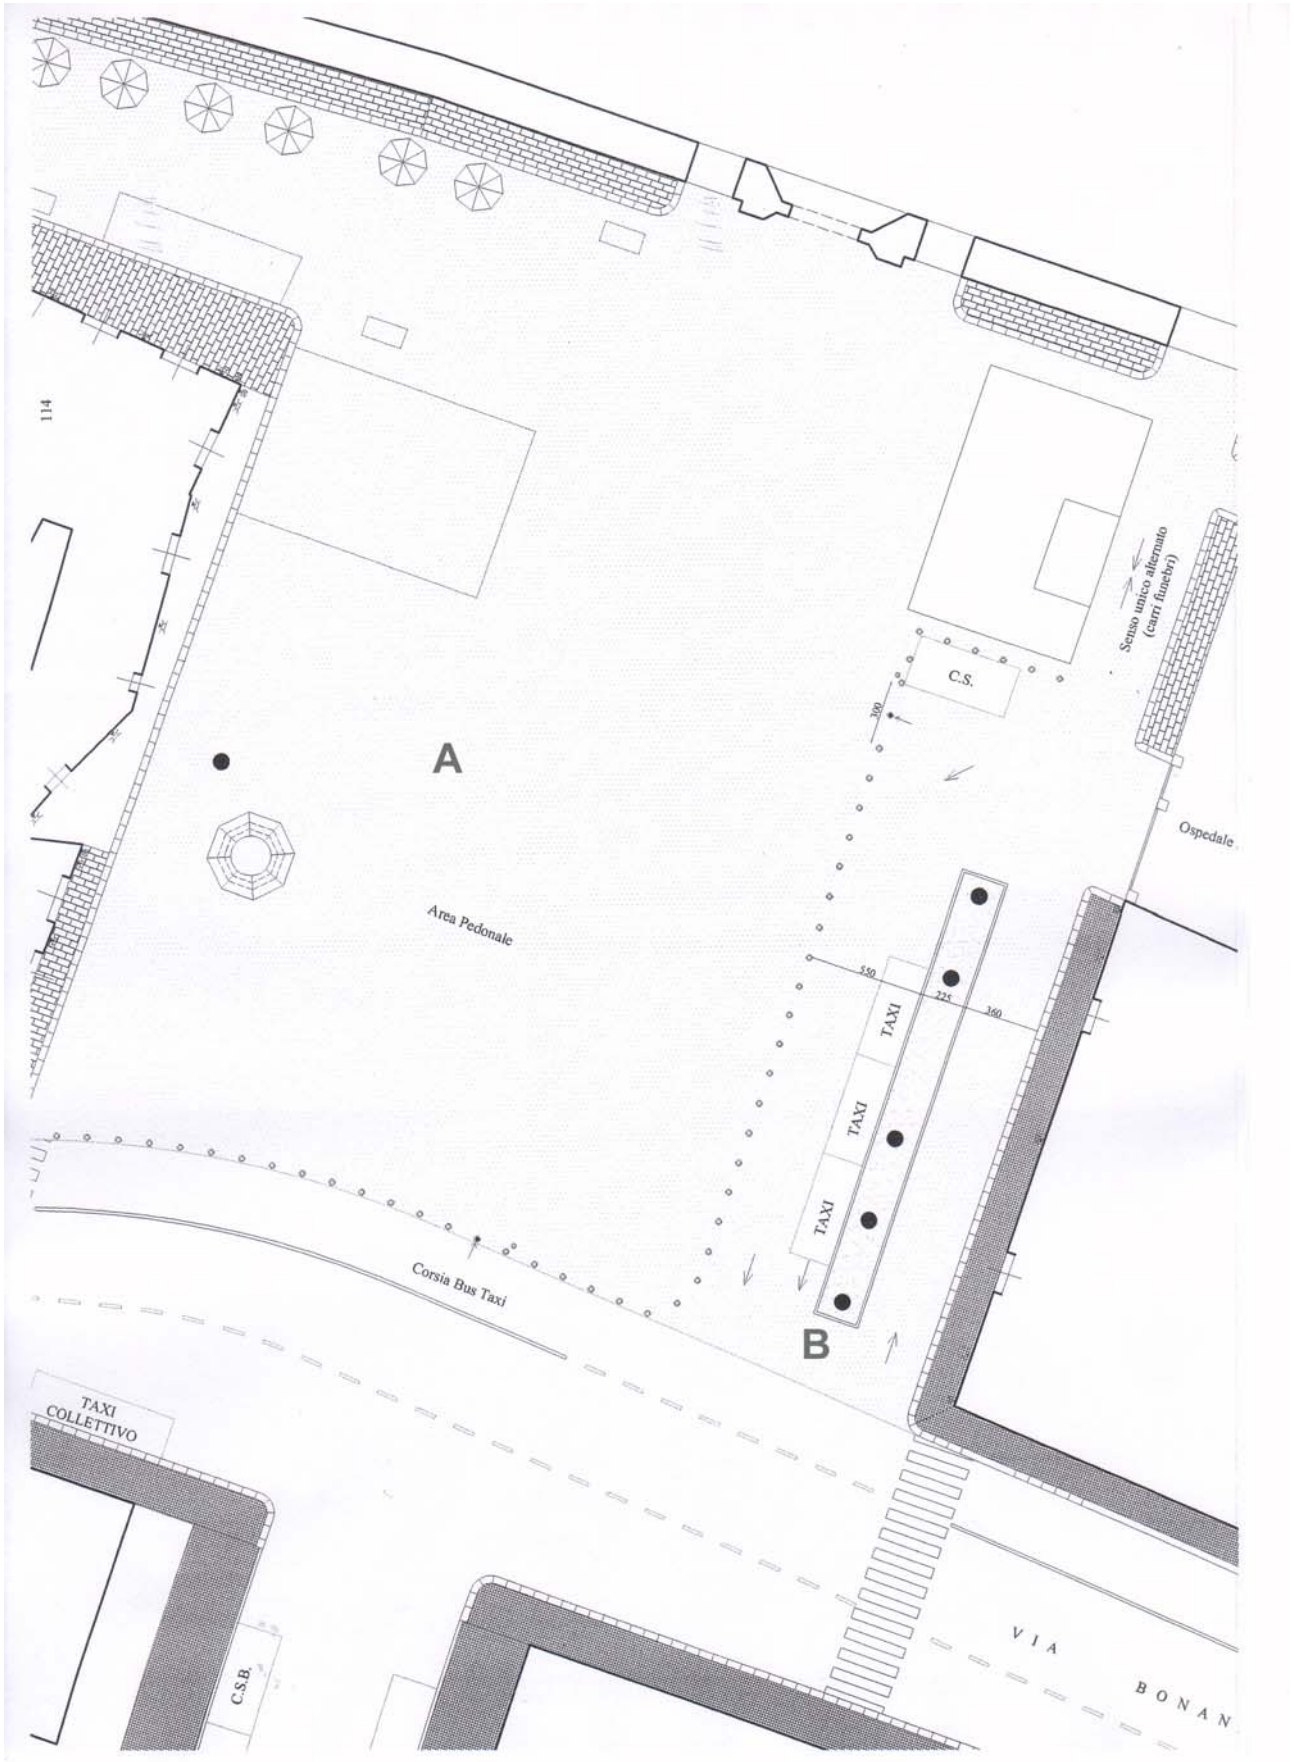 114
Senso unico alternato
(carri funebri)
C.S.
300
A
Ospedale
Area Pedonale
550
225
360
TAXI
TAXI
TAXI
Corsia Bus Taxi
B
TAXI
COLLETTIVO
C.S.B.
VIA
BONAN